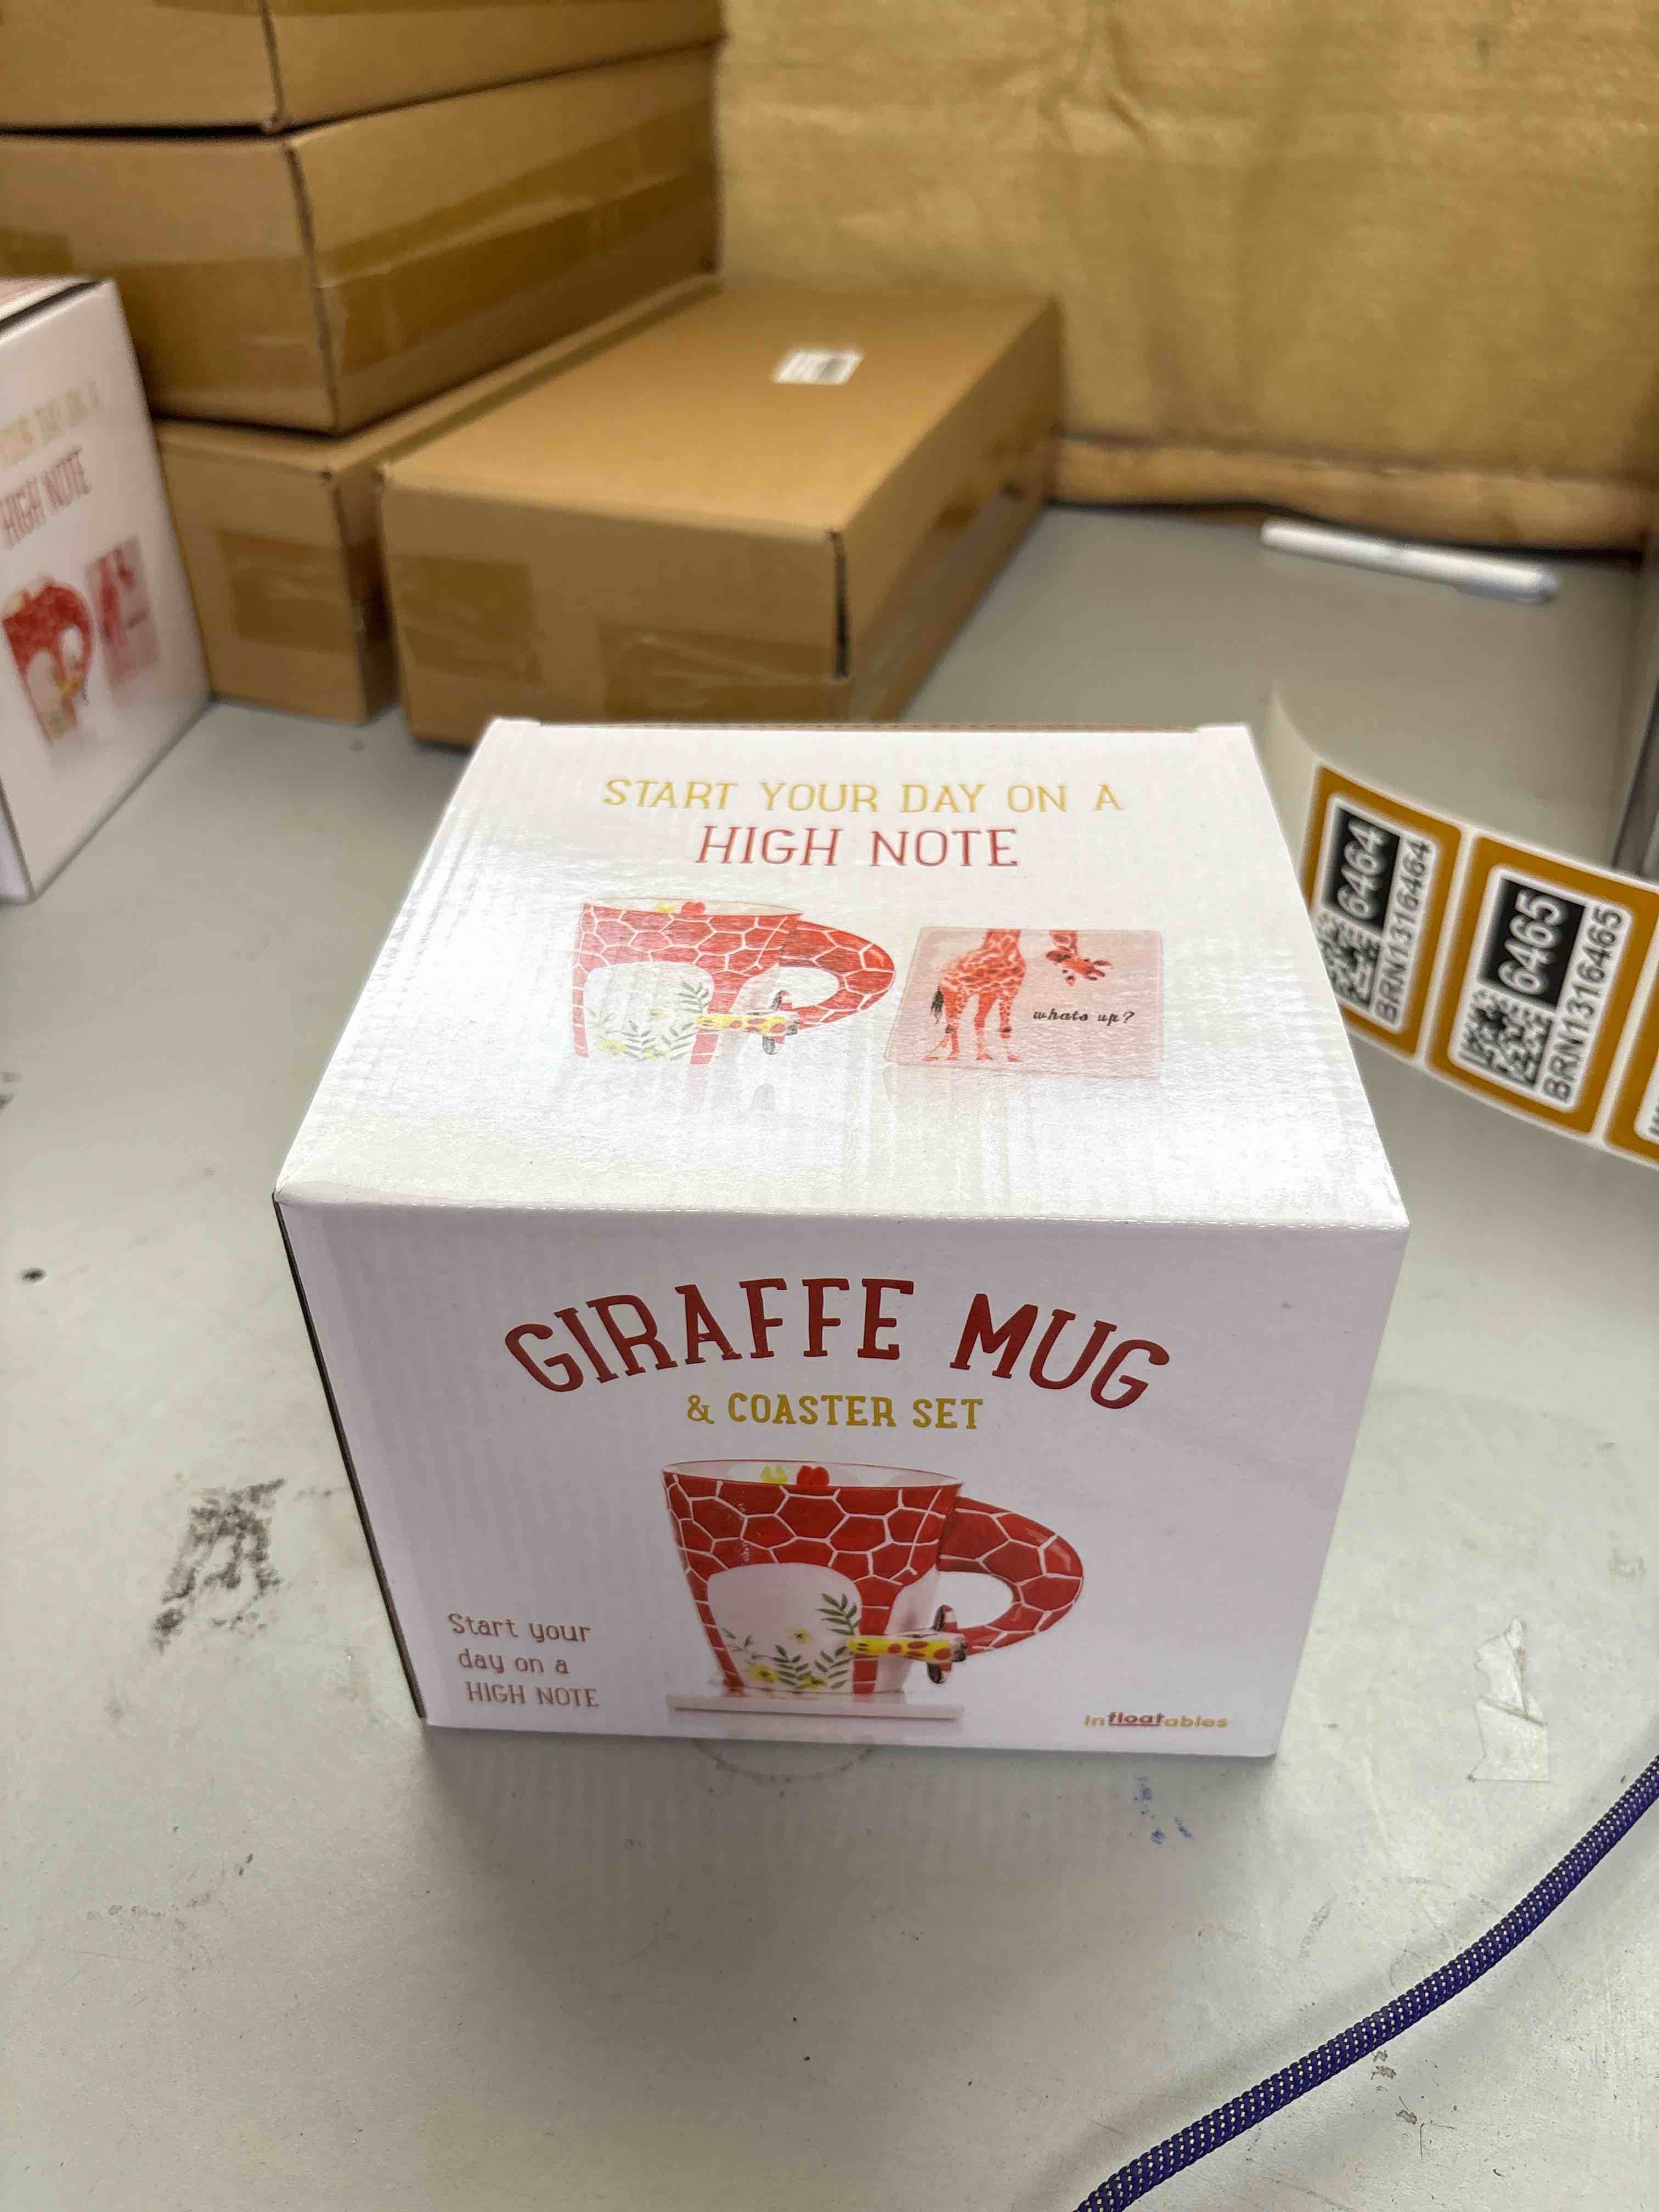 HIGH NOTE
START YOUR DAY ON A
HIGH NOTE
whats up?
6464
BRN1316464
6465
BRN1316465
GIRAFFE MUG
& COASTER SET
Start your
day on a
HIGH NOTE
infloatables